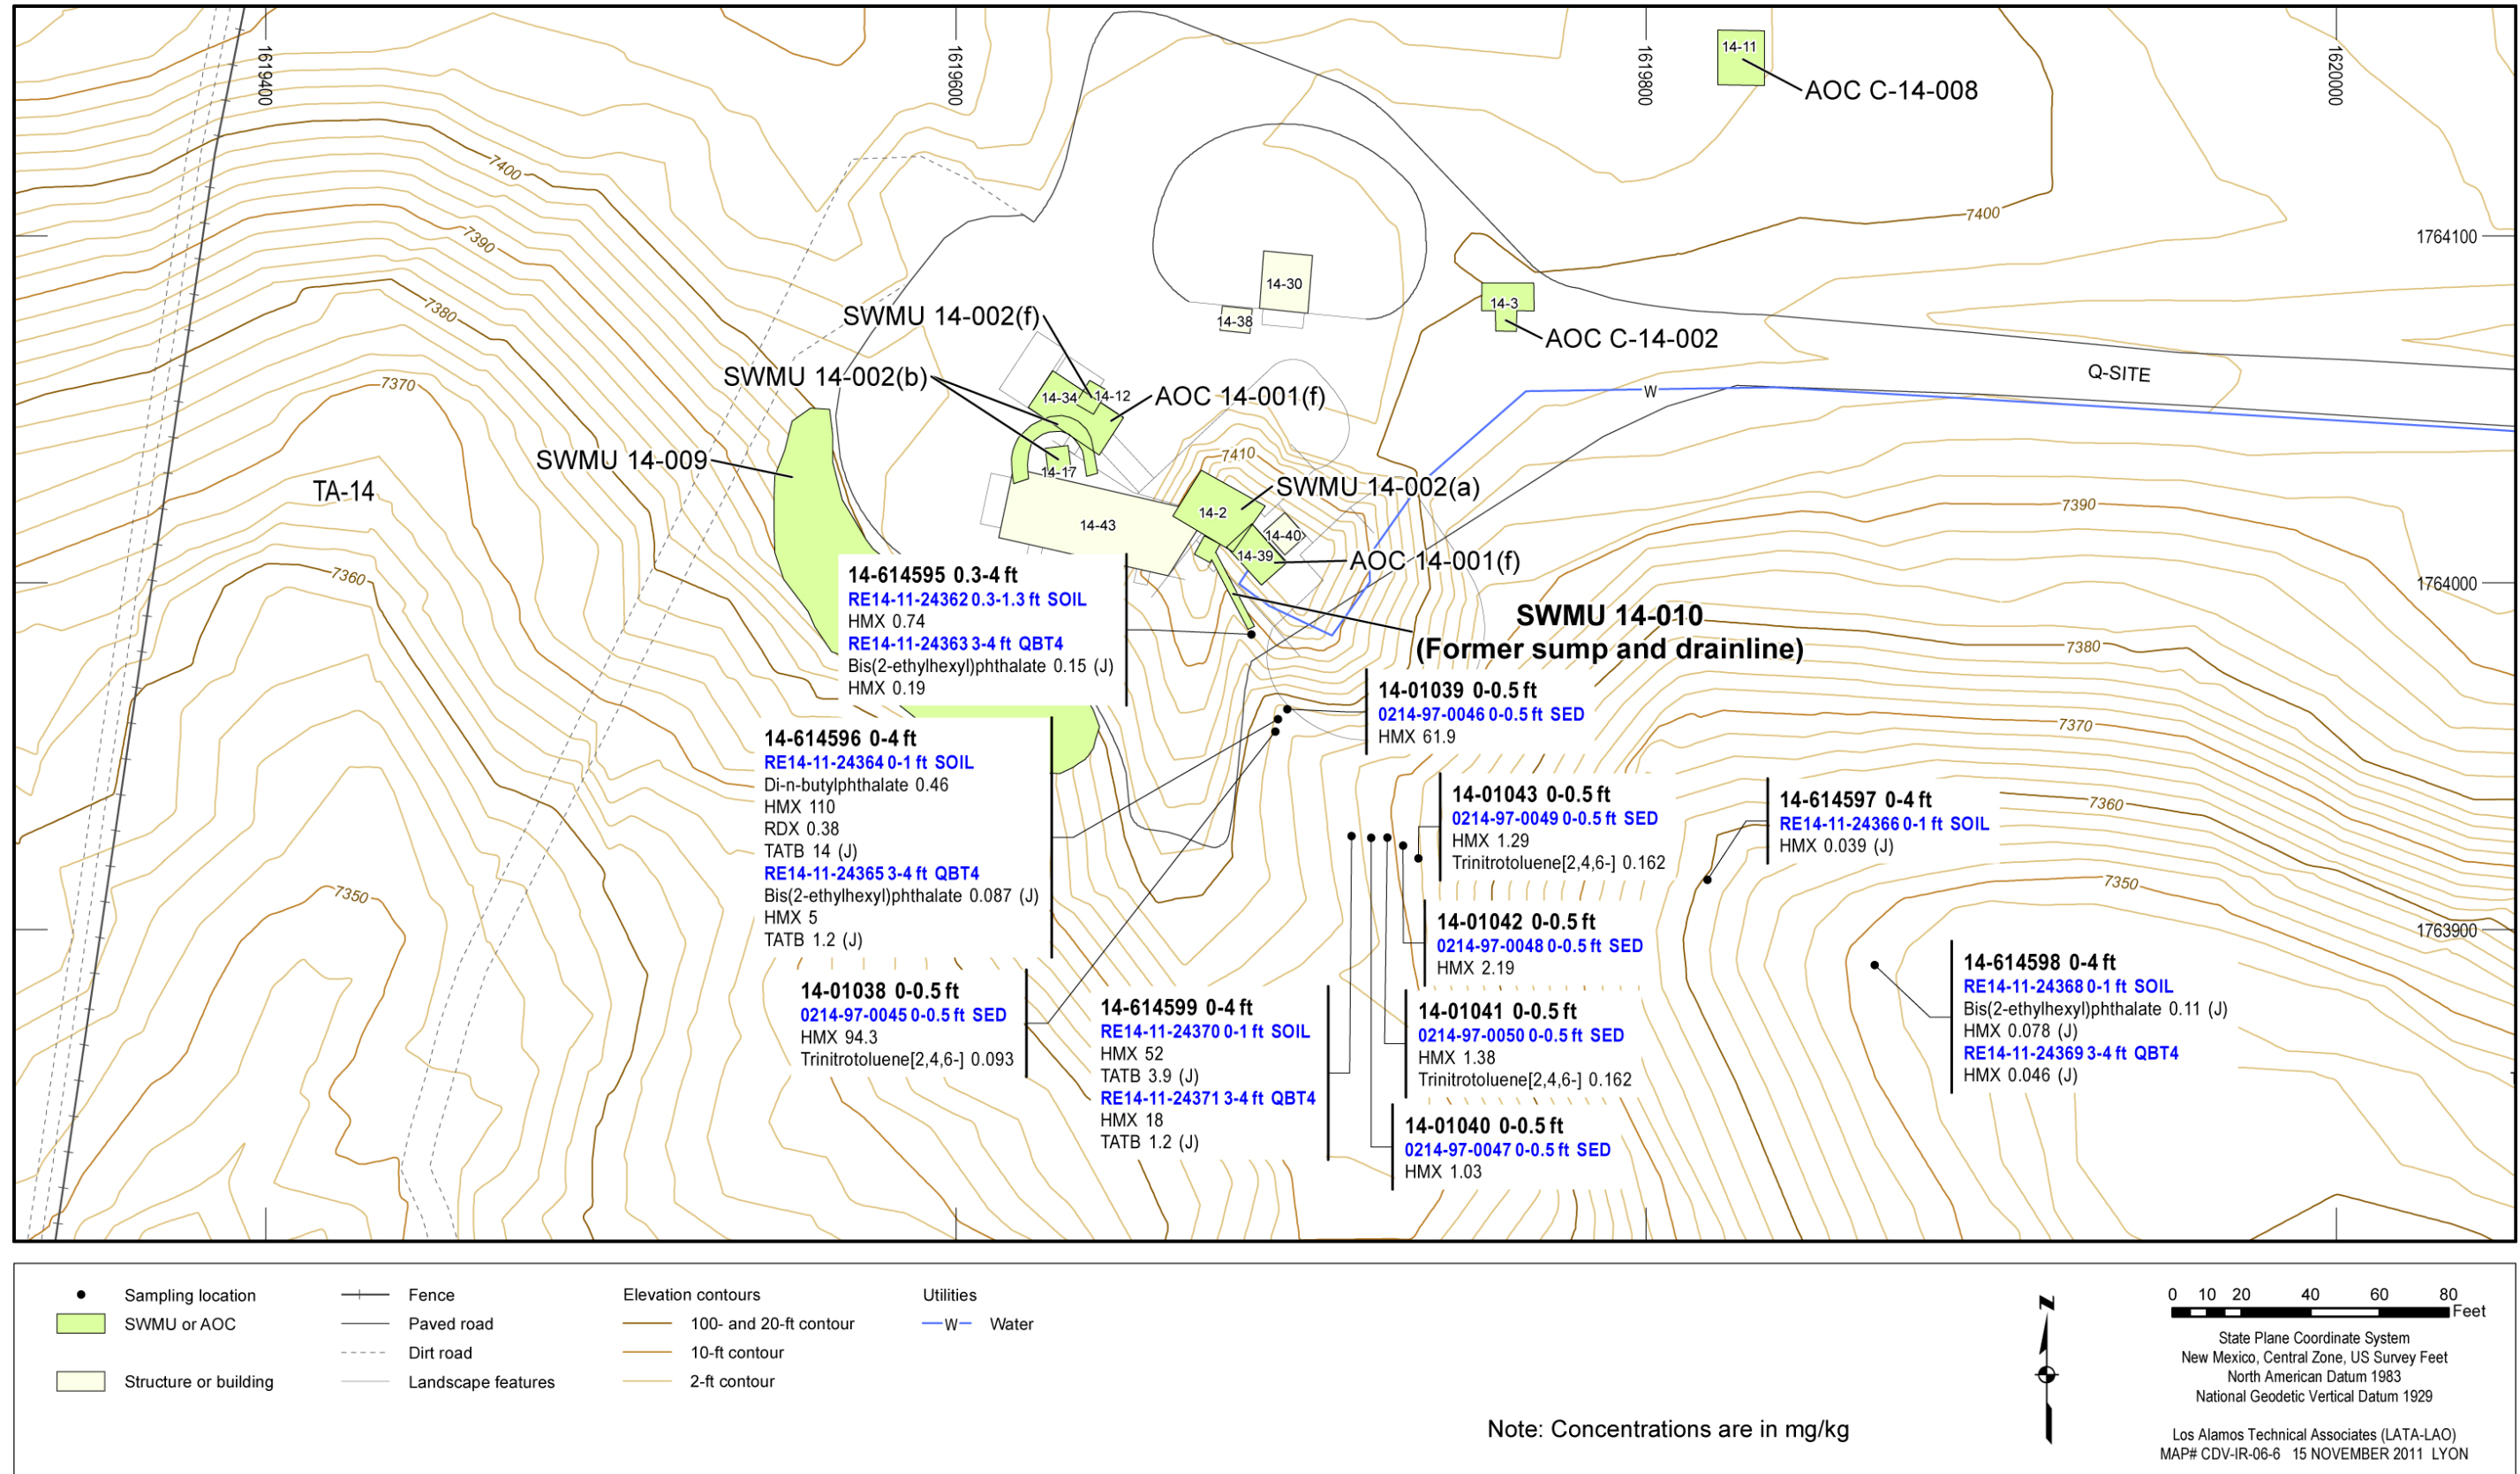 1619400
1619600
1619800
1620000
14-11
AOC C-14-008
7400
7400
1764100
7390
14-30
7380
SWMU 14-002(f)
14-38
14-3
AOC C-14-002
7370
SWMU 14-002(b)
Q-SITE
W
14-34
14-12
AOC 14-001(f)
SWMU 14-009
14-17
7410
TA-14
SWMU 14-002(a)
14-2
14-43
14-40
7390
14-39
AOC 14-001(f)
7360
1764000
14-614595 0.3-4 ft
RE14-11-24362 0.3-1.3 ft SOIL
HMX 0.74
RE14-11-24363 3-4 ft QBT4
Bis(2-ethylhexyl)phthalate 0.15 (J)
HMX 0.19
SWMU 14-010
(Former sump and drainline)
7380
14-01039 0-0.5 ft
0214-97-0046 0-0.5 ft SED
HMX 61.9
7370
14-614596 0-4 ft
RE14-11-24364 0-1 ft SOIL
Di-n-butylphthalate 0.46
HMX 110
RDX 0.38
TATB 14 (J)
RE14-11-24365 3-4 ft QBT4
Bis(2-ethylhexyl)phthalate 0.087 (J)
HMX 5
TATB 1.2 (J)
14-01043 0-0.5 ft
0214-97-0049 0-0.5 ft SED
HMX 1.29
Trinitrotoluene[2,4,6-] 0.162
14-614597 0-4 ft
RE14-11-24366 0-1 ft SOIL
HMX 0.039 (J)
7360
7350
7350
14-01042 0-0.5 ft
0214-97-0048 0-0.5 ft SED
HMX 2.19
1763900
14-614598 0-4 ft
RE14-11-24368 0-1 ft SOIL
Bis(2-ethylhexyl)phthalate 0.11 (J)
HMX 0.078 (J)
RE14-11-24369 3-4 ft QBT4
HMX 0.046 (J)
14-01038 0-0.5 ft
0214-97-0045 0-0.5 ft SED
HMX 94.3
Trinitrotoluene[2,4,6-] 0.093
14-614599 0-4 ft
RE14-11-24370 0-1 ft SOIL
HMX 52
TATB 3.9 (J)
RE14-11-24371 3-4 ft QBT4
HMX 18
TATB 1.2 (J)
14-01041 0-0.5 ft
0214-97-0050 0-0.5 ft SED
HMX 1.38
Trinitrotoluene[2,4,6-] 0.162
14-01040 0-0.5 ft
0214-97-0047 0-0.5 ft SED
HMX 1.03
Sampling location
SWMU or AOC
Structure or building
Fence
Paved road
Dirt road
Landscape features
Elevation contours
100- and 20-ft contour
10-ft contour
2-ft contour
Utilities
W Water
Note: Concentrations are in mg/kg
N
0 10 20 40 60 80
Feet
State Plane Coordinate System
New Mexico, Central Zone, US Survey Feet
North American Datum 1983
National Geodetic Vertical Datum 1929
Los Alamos Technical Associates (LATA-LAO)
MAP# CDV-IR-06-6 15 NOVEMBER 2011 LYON